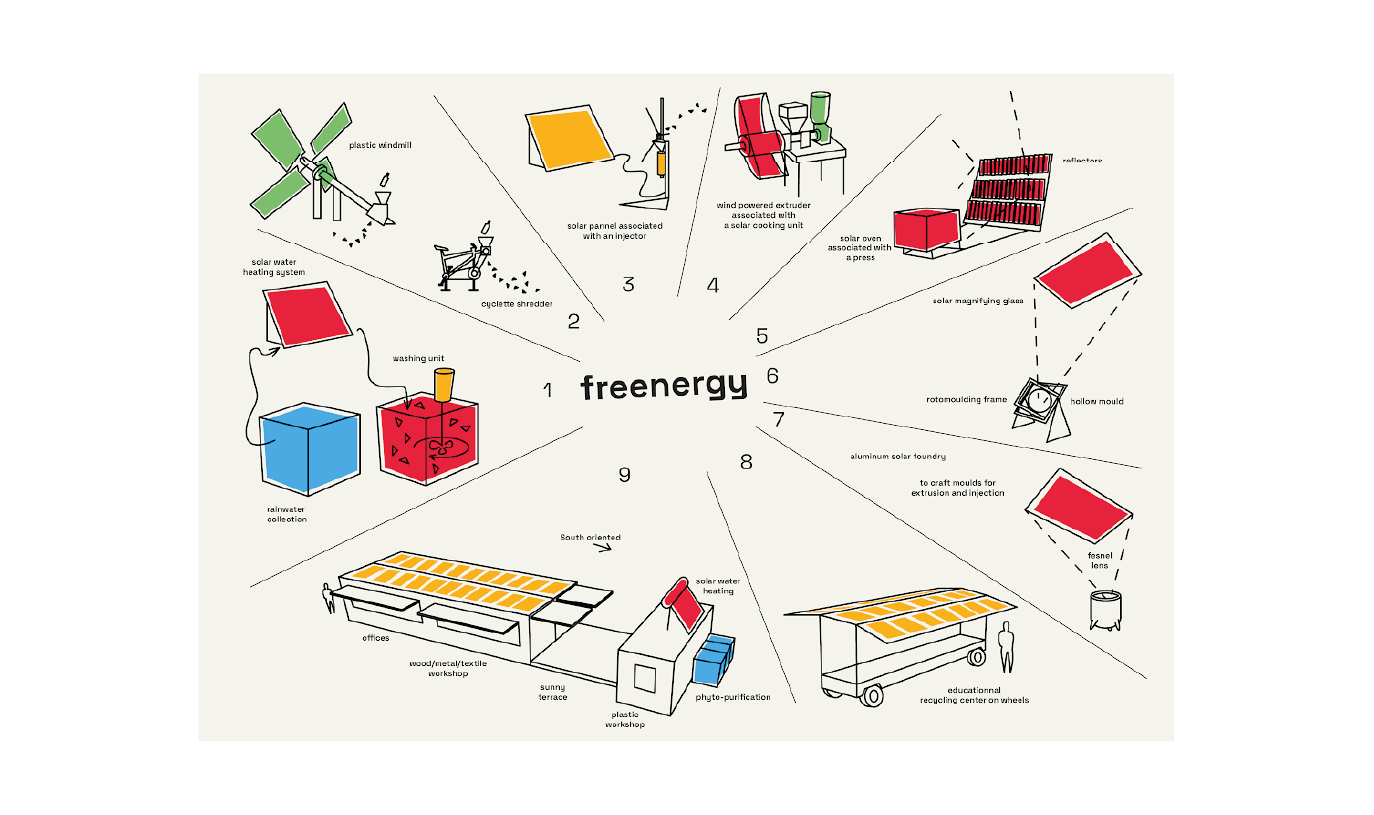 plastic windmill
cyclette shredder
2
solar water
heating system
washing unit
rainwater
collection
1
solar pannel associated
with an injector
3
wind powered extruder
associated with
a solar cooking unit
4
reflectors
solar oven
associated with
a press
5
solar magnifying glass
rotomoulding frame
hollow mould
6
freenergy
7
aluminum solar foundry
to craft moulds for
extrusion and injection
fesnel
lens
8
educationnal
recycling center on wheels
9
South oriented
solar water
heating
offices
wood/metal/textile
workshop
sunny
terrace
plastic
workshop
phyto-purification